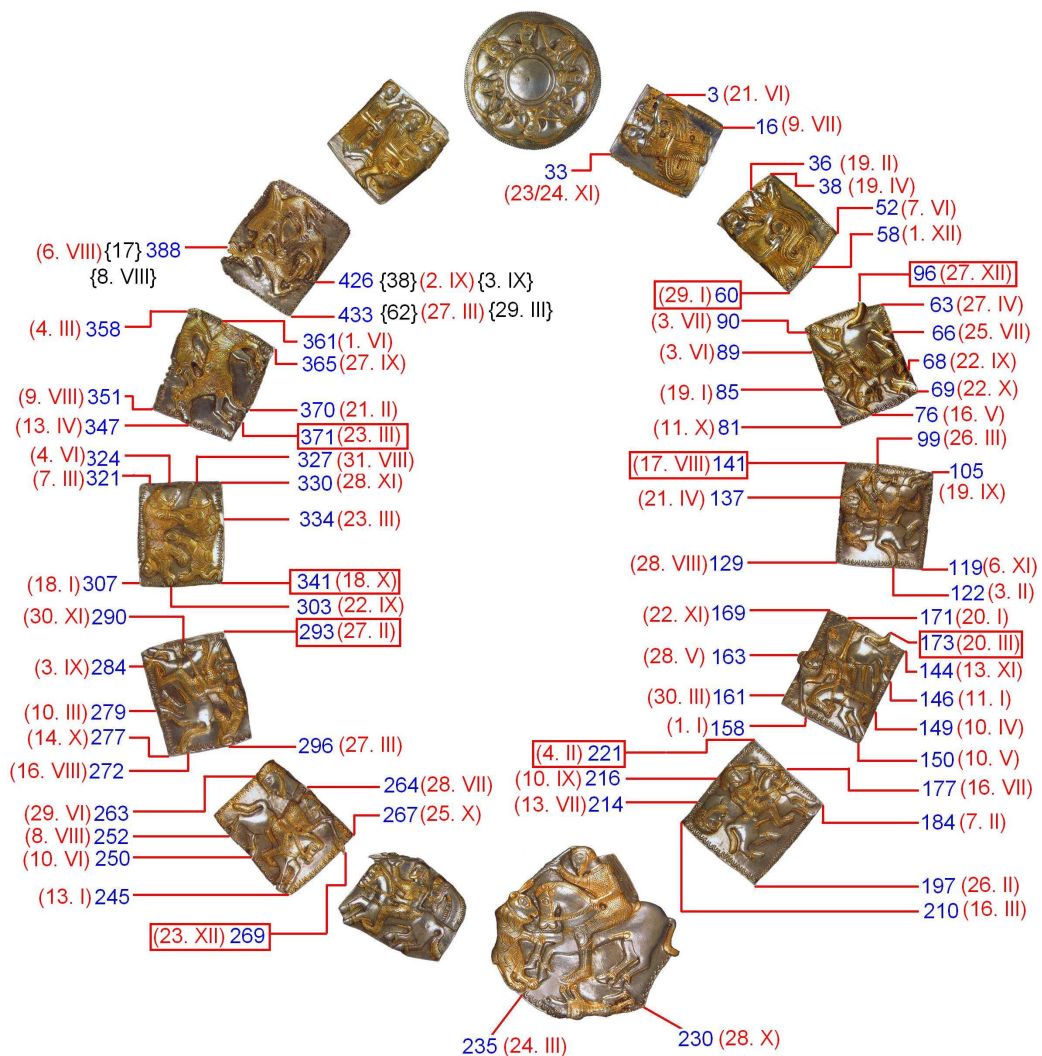 3 (21. VI)
16 (9. VII)
33
(23/24. XI)
36 (19. II)
38 (19. IV)
52 (7. VI)
58 (1. XII)
(29. I) 60
96 (27. XII)
63 (27. IV)
(3. VII) 90
66 (25. VII)
(3. VI) 89
68 (22. IX)
(19. I) 85
69 (22. X)
76 (16. V)
(11. X) 81
99 (26. III)
(17. VIII) 141
105
(19. IX)
(21. IV) 137
(28. VIII) 129
119 (6. XI)
122 (3. II)
(22. XI) 169
171 (20. I)
173 (20. III)
(28. V) 163
144 (13. XI)
(30. III) 161
146 (11. I)
(1. I) 158
149 (10. IV)
150 (10. V)
(4. II) 221
(10. IX) 216
177 (16. VII)
(13. VII) 214
184 (7. II)
197 (26. II)
210 (16. III)
230 (28. X)
235 (24. III)
(6. VIII) {17} 388
{8. VIII}
426 {38} (2. IX) {3. IX}
433 {62} (27. III) {29. III}
(4. III) 358
361 (1. VI)
365 (27. IX)
(9. VIII) 351
370 (21. II)
(13. IV) 347
371 (23. III)
(4. VI)
324
327 (31. VIII)
(7. III) 321
330 (28. XI)
334 (23. III)
(18. I) 307
341 (18. X)
303 (22. IX)
(30. XI) 290
293 (27. II)
(3. IX) 284
(10. III) 279
(14. X) 277
296 (27. III)
(16. VIII) 272
264 (28. VII)
(29. VI) 263
267 (25. X)
(8. VIII) 252
(10. VI) 250
(13. I) 245
(23. XII) 269